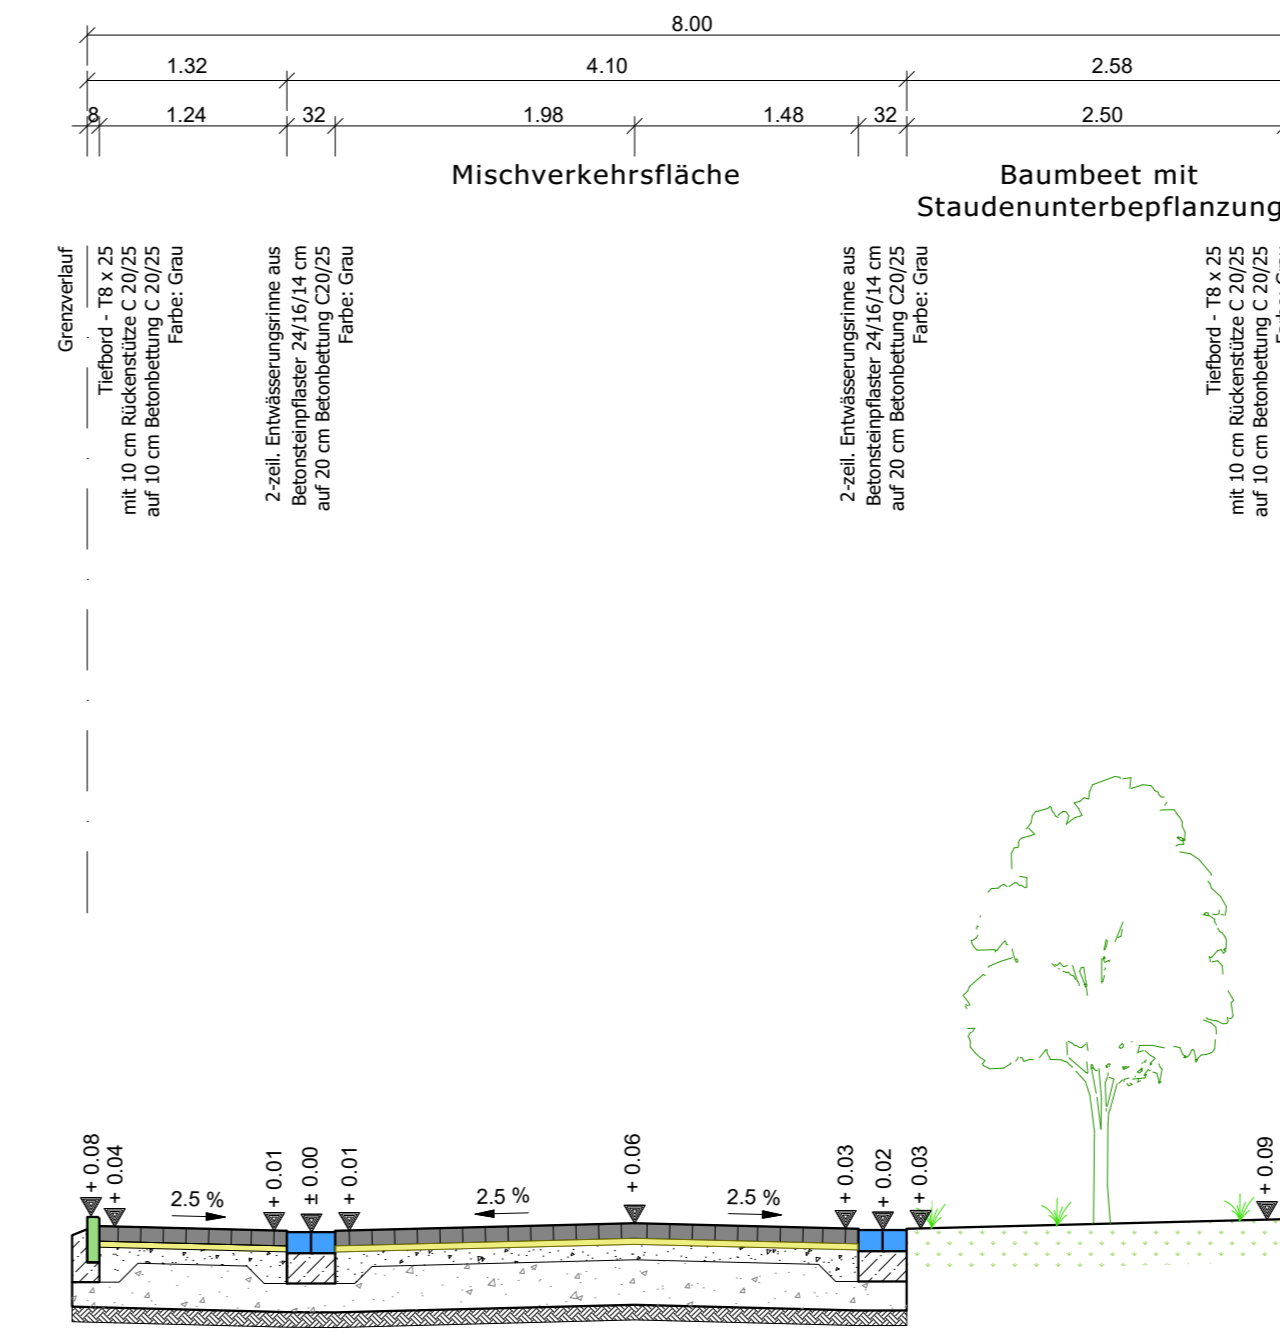 8.00
1.32 4.10 2.58
8 1.24 32 1.98 1.48 32 2.50
Mischverkehrsfläche
Baumbeet mit
Staudenunterbepflanzung
Grenzverlauf
Tiefbord - T8 x 25
mit 10 cm Rückenstütze C 20/25
auf 10 cm Betonbettung C 20/25
Farbe: Grau
2-zeil. Entwässerungsrinne aus
Betonsteinpflaster 24/16/14 cm
auf 20 cm Betonbettung C20/25
Farbe: Grau
2-zeil. Entwässerungsrinne aus
Betonsteinpflaster 24/16/14 cm
auf 20 cm Betonbettung C20/25
Farbe: Grau
Tiefbord - T8 x 25
mit 10 cm Rückenstütze C 20/25
auf 10 cm Betonbettung C 20/25
+ 0.08
+ 0.04
2.5 %
+ 0.01
± 0.00
+ 0.01
2.5 %
+ 0.06
2.5 %
+ 0.03
+ 0.02
+ 0.03
+ 0.09